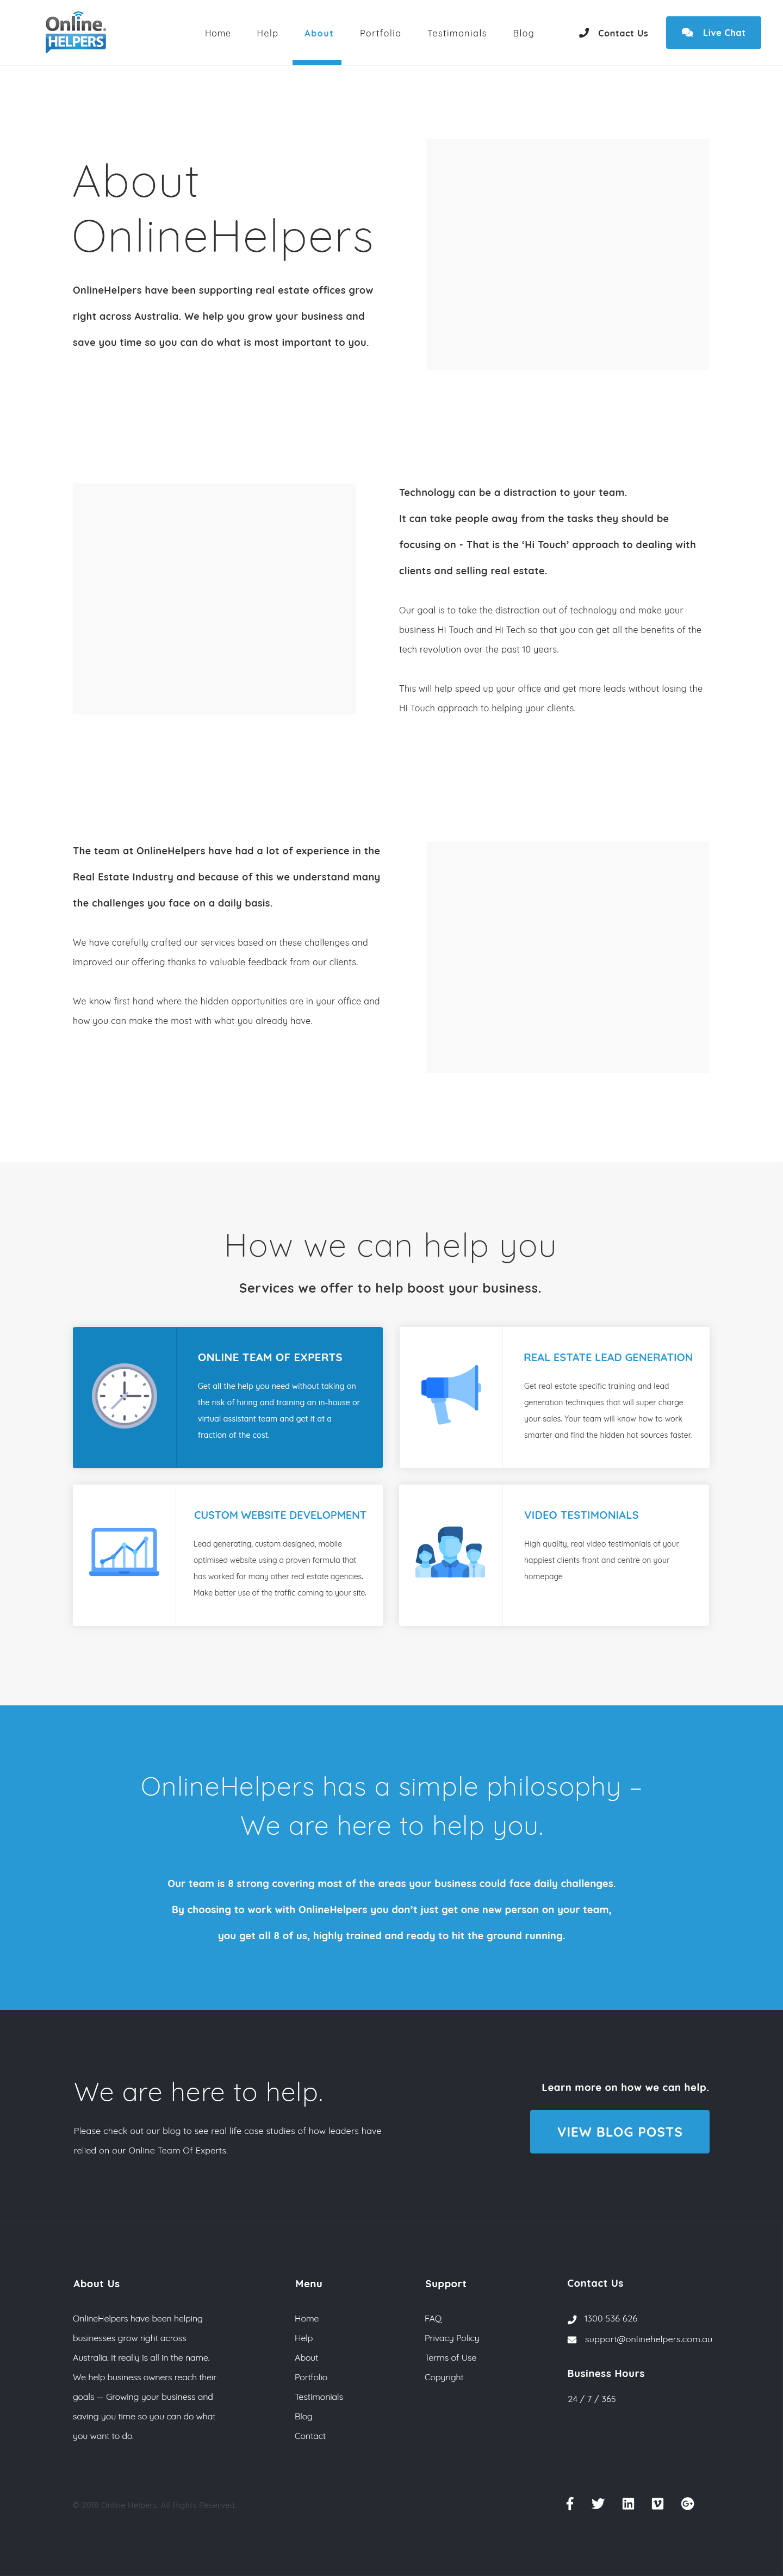 Online
HELPERS
Home
Help
About
Portfolio
Testimonials
Blog
Contact Us
Live Chat
About
OnlineHelpers
OnlineHelpers have been supporting real estate offices grow
right across Australia. We help you grow your business and
save you time so you can do what is most important to you.
Technology can be a distraction to your team.
It can take people away from the tasks they should be
focusing on - That is the ‘Hi Touch’ approach to dealing with
clients and selling real estate.
Our goal is to take the distraction out of technology and make your
business Hi Touch and Hi Tech so that you can get all the benefits of the
tech revolution over the past 10 years.
This will help speed up your office and get more leads without losing the
Hi Touch approach to helping your clients.
The team at OnlineHelpers have had a lot of experience in the
Real Estate Industry and because of this we understand many
the challenges you face on a daily basis.
We have carefully crafted our services based on these challenges and
improved our offering thanks to valuable feedback from our clients.
We know first hand where the hidden opportunities are in your office and
how you can make the most with what you already have.
How we can help you
Services we offer to help boost your business.
ONLINE TEAM OF EXPERTS
Get all the help you need without taking on
the risk of hiring and training an in-house or
virtual assistant team and get it at a
fraction of the cost.
REAL ESTATE LEAD GENERATION
Get real estate specific training and lead
generation techniques that will super charge
your sales. Your team will know how to work
smarter and find the hidden hot sources faster.
CUSTOM WEBSITE DEVELOPMENT
Lead generating, custom designed, mobile
optimised website using a proven formula that
has worked for many other real estate agencies.
Make better use of the traffic coming to your site.
VIDEO TESTIMONIALS
High quality, real video testimonials of your
happiest clients front and centre on your
homepage
OnlineHelpers has a simple philosophy –
We are here to help you.
Our team is 8 strong covering most of the areas your business could face daily challenges.
By choosing to work with OnlineHelpers you don’t just get one new person on your team,
you get all 8 of us, highly trained and ready to hit the ground running.
We are here to help.
Please check out our blog to see real life case studies of how leaders have
relied on our Online Team Of Experts.
Learn more on how we can help.
VIEW BLOG POSTS
About Us
OnlineHelpers have been helping
businesses grow right across
Australia. It really is all in the name.
We help business owners reach their
goals — Growing your business and
saving you time so you can do what
you want to do.
Menu
Home
Help
About
Portfolio
Testimonials
Blog
Contact
Support
FAQ
Privacy Policy
Terms of Use
Copyright
Contact Us
1300 536 626
support@onlinehelpers.com.au
Business Hours
24 / 7 / 365
© 2018 Online Helpers. All Rights Reserved.